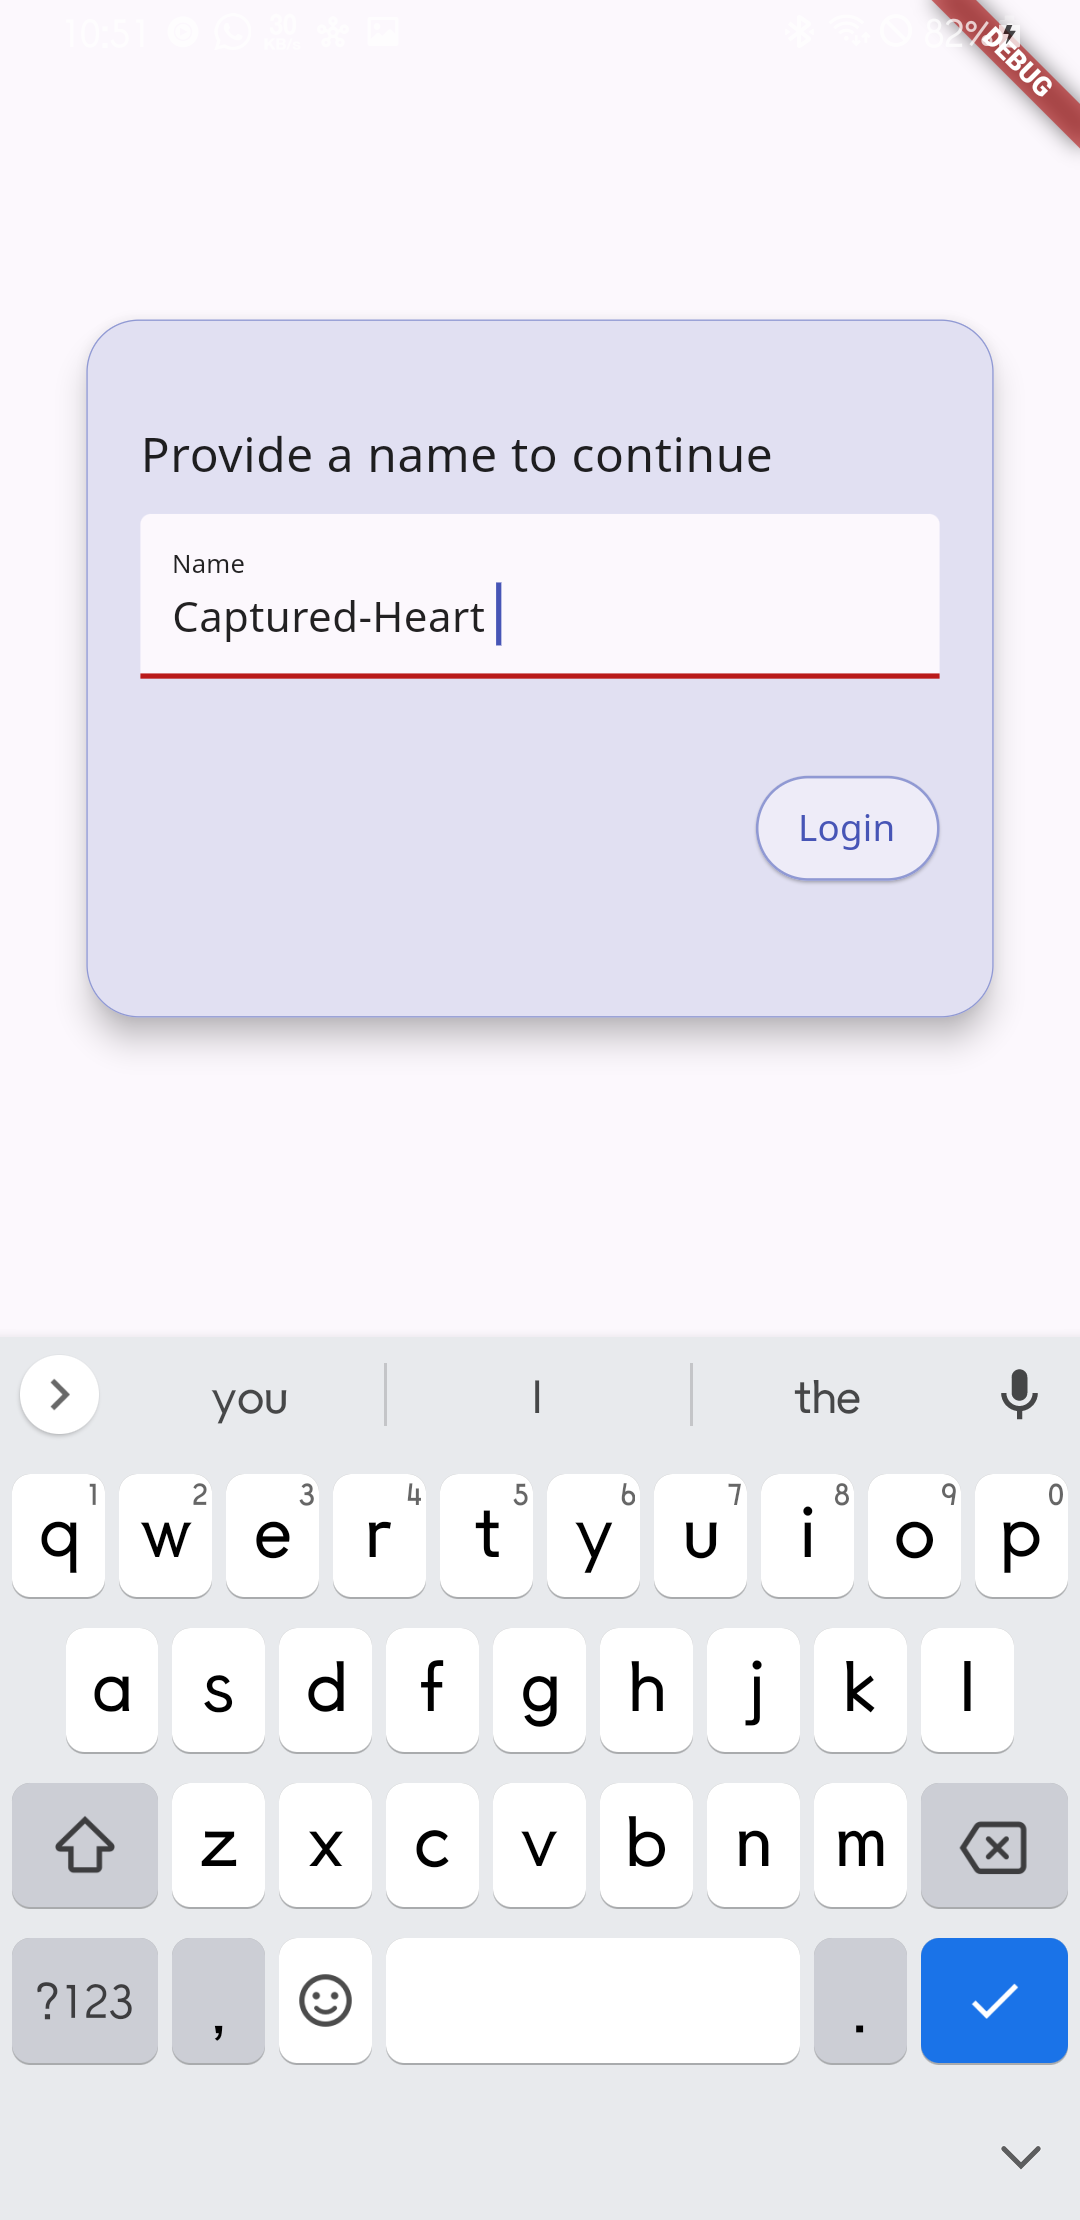 10:51
30
82%
DEBUG
Provide a name to continue
Name
Captured-Heart
Login
you
I
the
1 2 3 4 5 6 7 8 9 0
q w e r t y u i o p
a s d f g h j k l
z x c v b n m
?123 , .